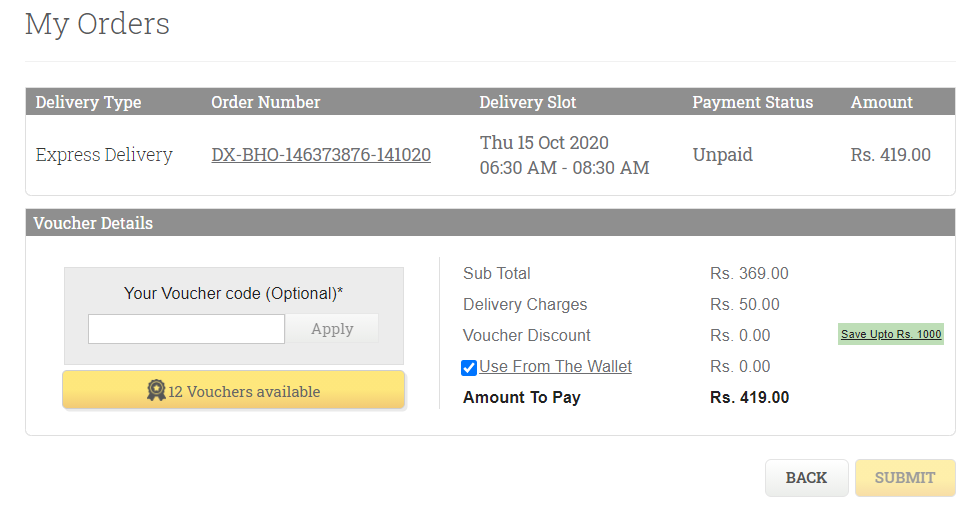 My Orders
Delivery Type Order Number Delivery Slot Payment Status Amount
Express Delivery DX-BHO-146373876-141020 Thu 15 Oct 2020 06:30 AM - 08:30 AM Unpaid Rs. 419.00
Voucher Details
Your Voucher code (Optional)*
Apply
12 Vouchers available
Sub Total Rs. 369.00
Delivery Charges Rs. 50.00
Voucher Discount Rs. 0.00 Save Upto Rs. 1000
Use From The Wallet Rs. 0.00
Amount To Pay Rs. 419.00
BACK SUBMIT